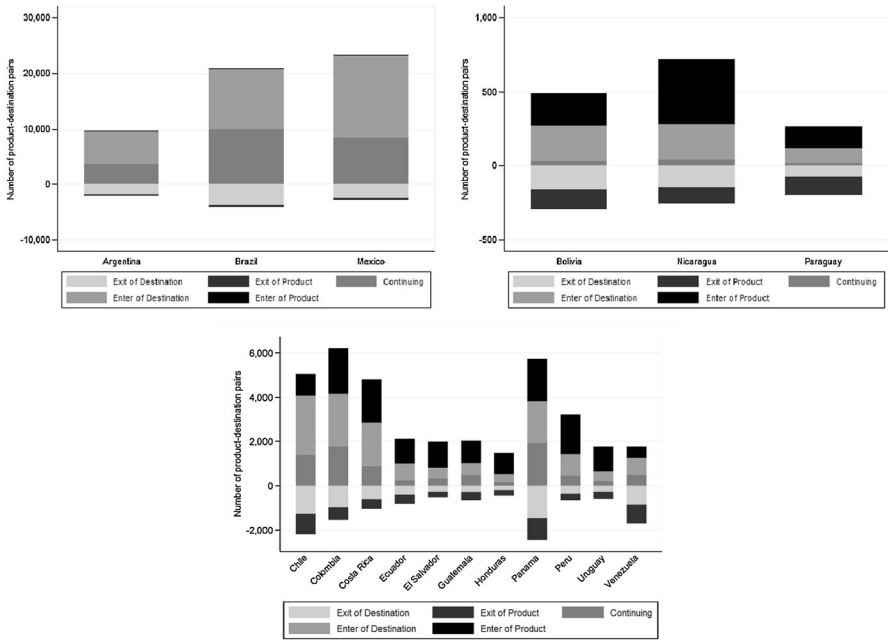 Number of product-destination pairs
30,000
20,000
10,000
0
-10,000
Argentina Brazil Mexico
Exit of Destination Exit of Product Continuing
Enter of Destination Enter of Product
Number of product-destination pairs
1,000
500
0
-500
Bolivia Nicaragua Paraguay
Exit of Destination Exit of Product Continuing
Enter of Destination Enter of Product
Number of product-destination pairs
6,000
4,000
2,000
0
-2,000
Chile Colombia Costa Rica Ecuador El Salvador Guatemala Honduras Panama Peru Uruguay Venezuela
Exit of Destination Exit of Product Continuing
Enter of Destination Enter of Product